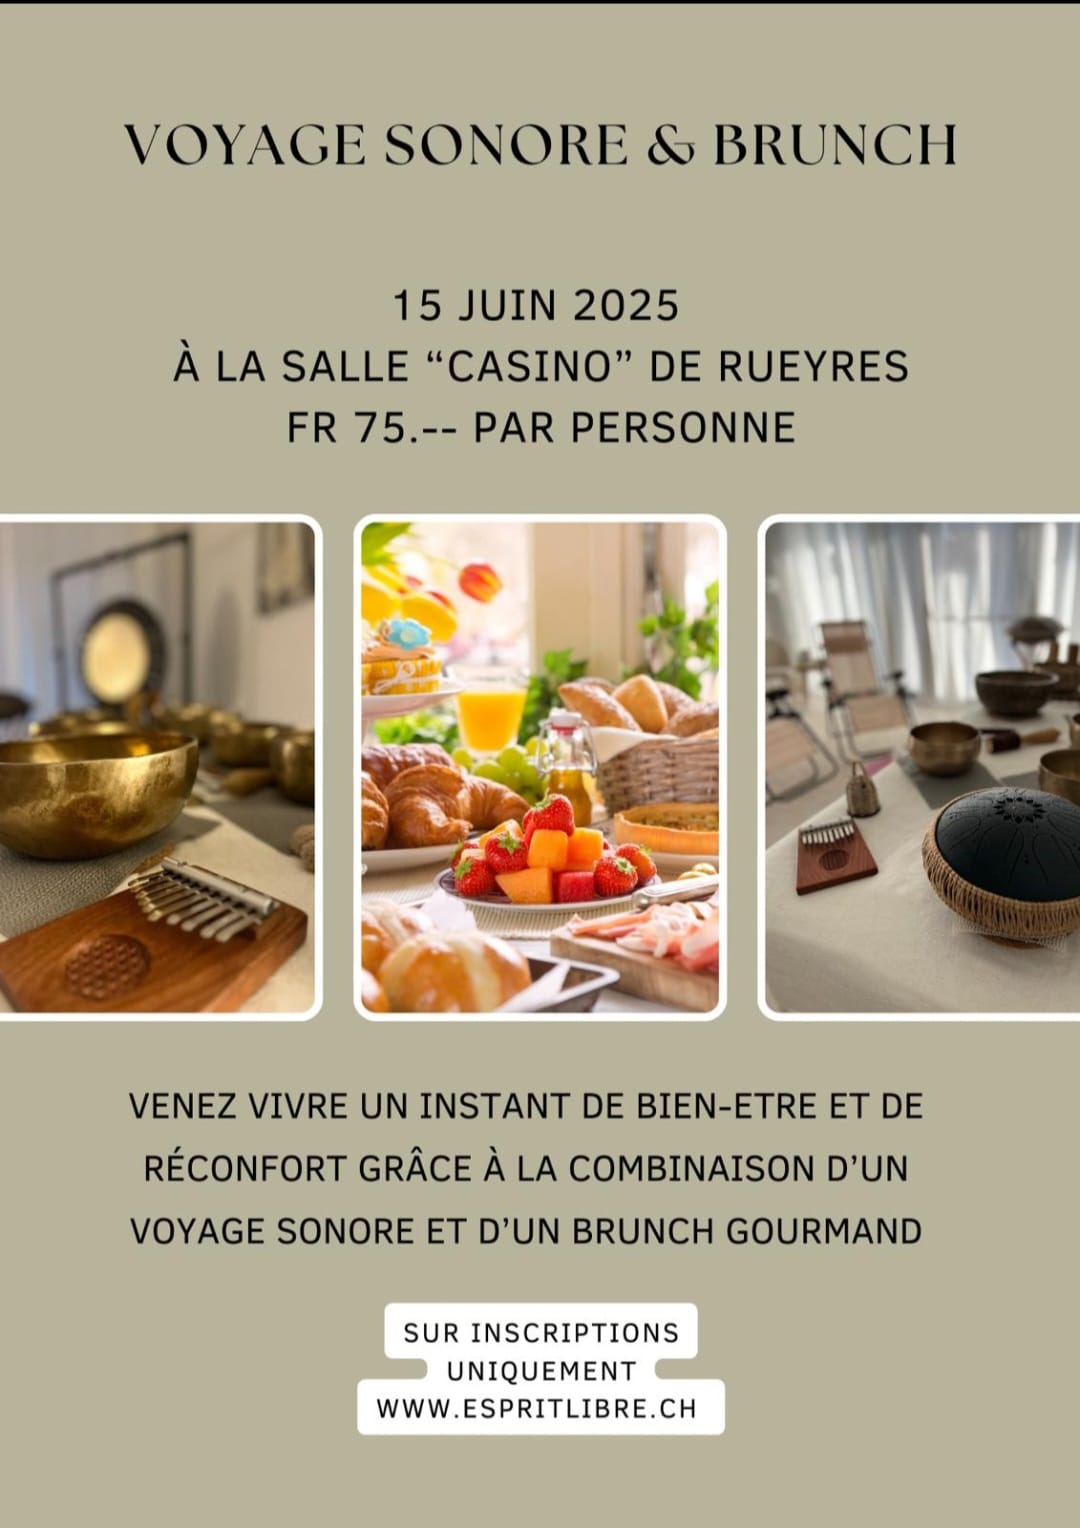 VOYAGE SONORE & BRUNCH
15 JUIN 2025
À LA SALLE “CASINO” DE RUEYRES
FR 75.-- PAR PERSONNE
VENEZ VIVRE UN INSTANT DE BIEN-ETRE ET DE
RÉCONFORT GRÂCE À LA COMBINAISON D’UN
VOYAGE SONORE ET D’UN BRUNCH GOURMAND
SUR INSCRIPTIONS
UNIQUEMENT
WWW.ESPRITLIBRE.CH